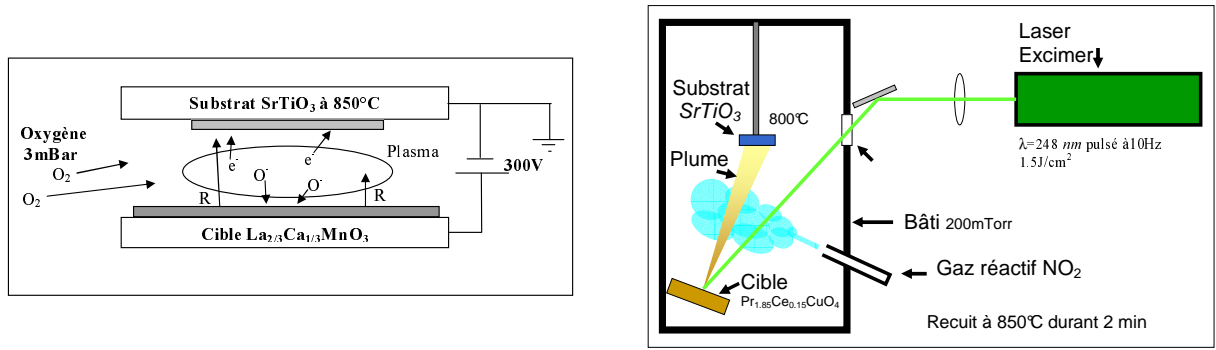 Substrat SrTiO3 à 850°C
Oxygène
3mBar
O2
O2
e-
e-
Plasma
O-
O-
R
R
300V
Cible La2/3Ca1/3MnO3
Laser
Excimer
λ=248 nm pulsé à10Hz
1.5J/cm²
Substrat
SrTiO3
800°C
Plume
Bâti 200mTorr
Gaz réactif NO2
Cible
Pr1.85Ce0.15CuO4
Recuit à 850°C durant 2 min